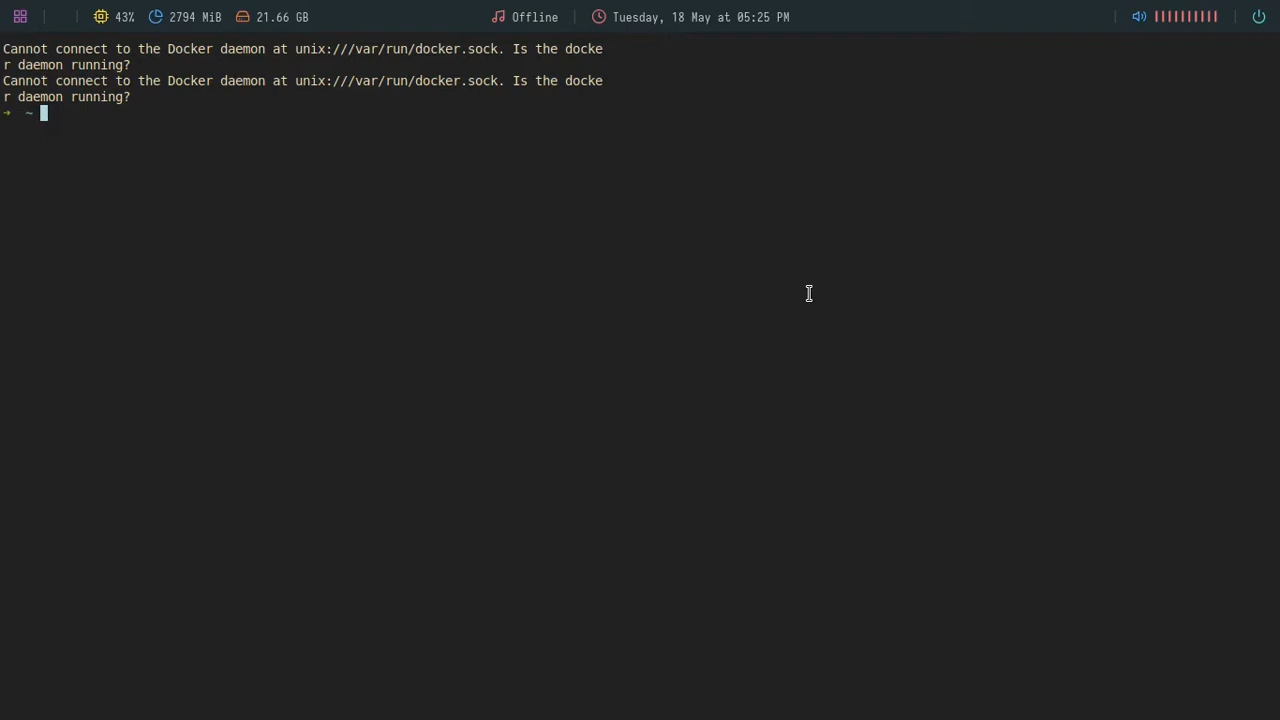 43% 2794 MiB 21.66 GB Offline Tuesday, 18 May at 05:25 PM
Cannot connect to the Docker daemon at unix:///var/run/docker.sock. Is the docke
r daemon running?
Cannot connect to the Docker daemon at unix:///var/run/docker.sock. Is the docke
r daemon running?
➜ ~